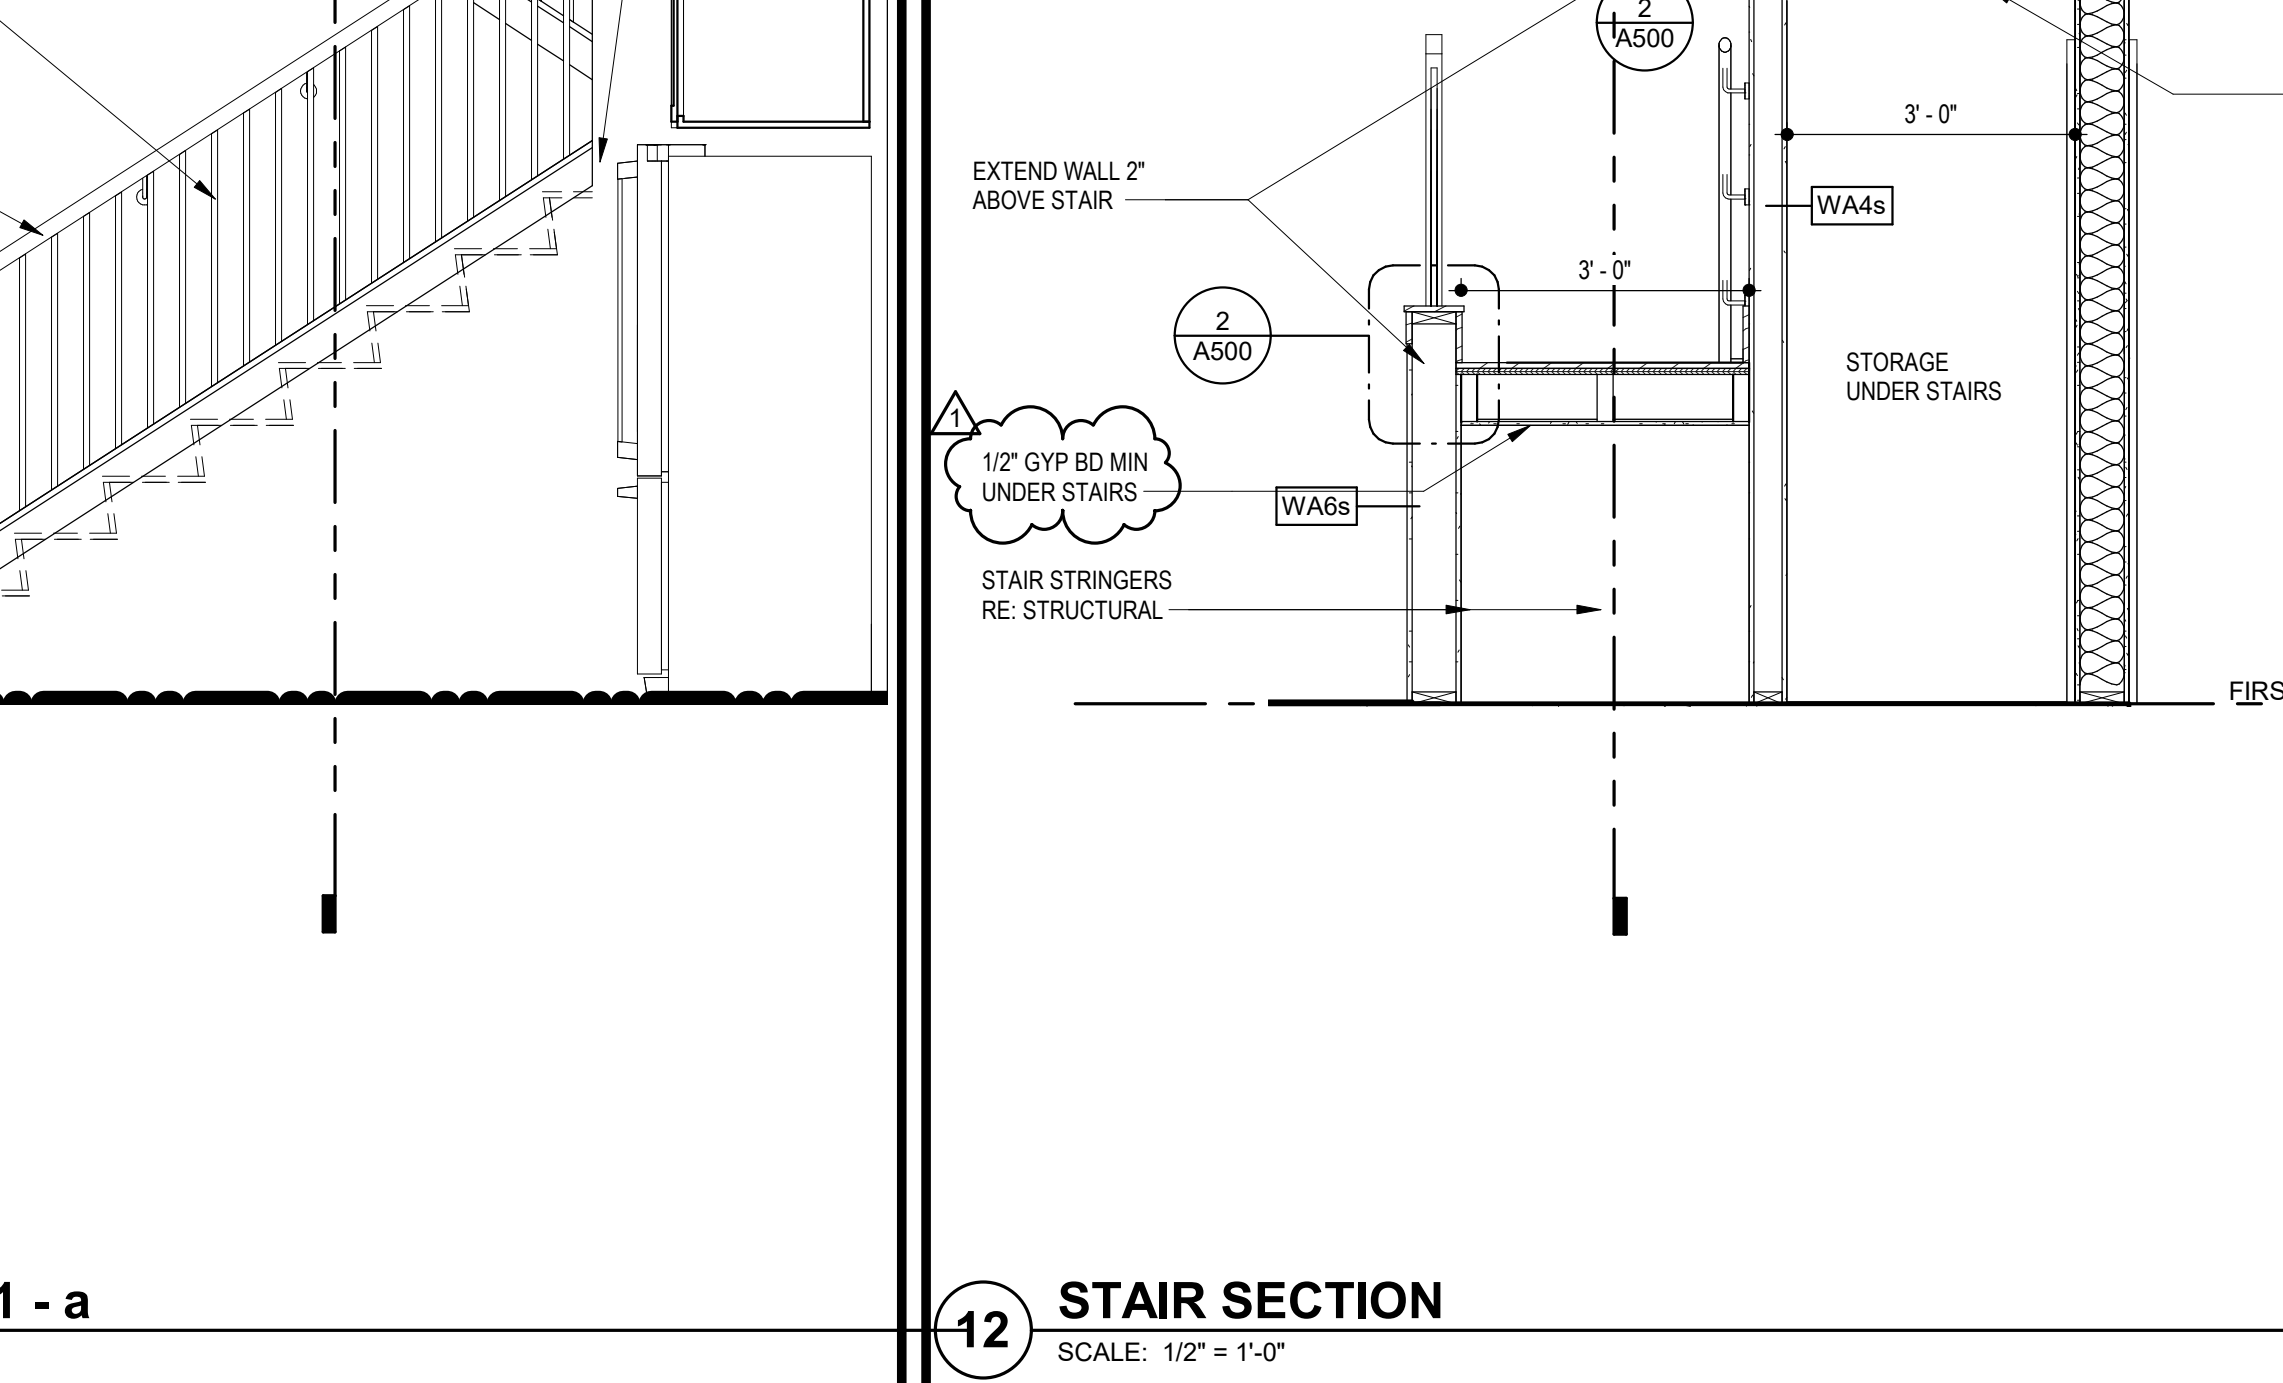 2
A500
3' - 0"
EXTEND WALL 2"
ABOVE STAIR
WA4s
3' - 0"
2
A500
STORAGE
UNDER STAIRS
1
1/2" GYP BD MIN
UNDER STAIRS
WA6s
STAIR STRINGERS
RE: STRUCTURAL
FIRS
1 - a
12
STAIR SECTION
SCALE: 1/2" = 1'-0"